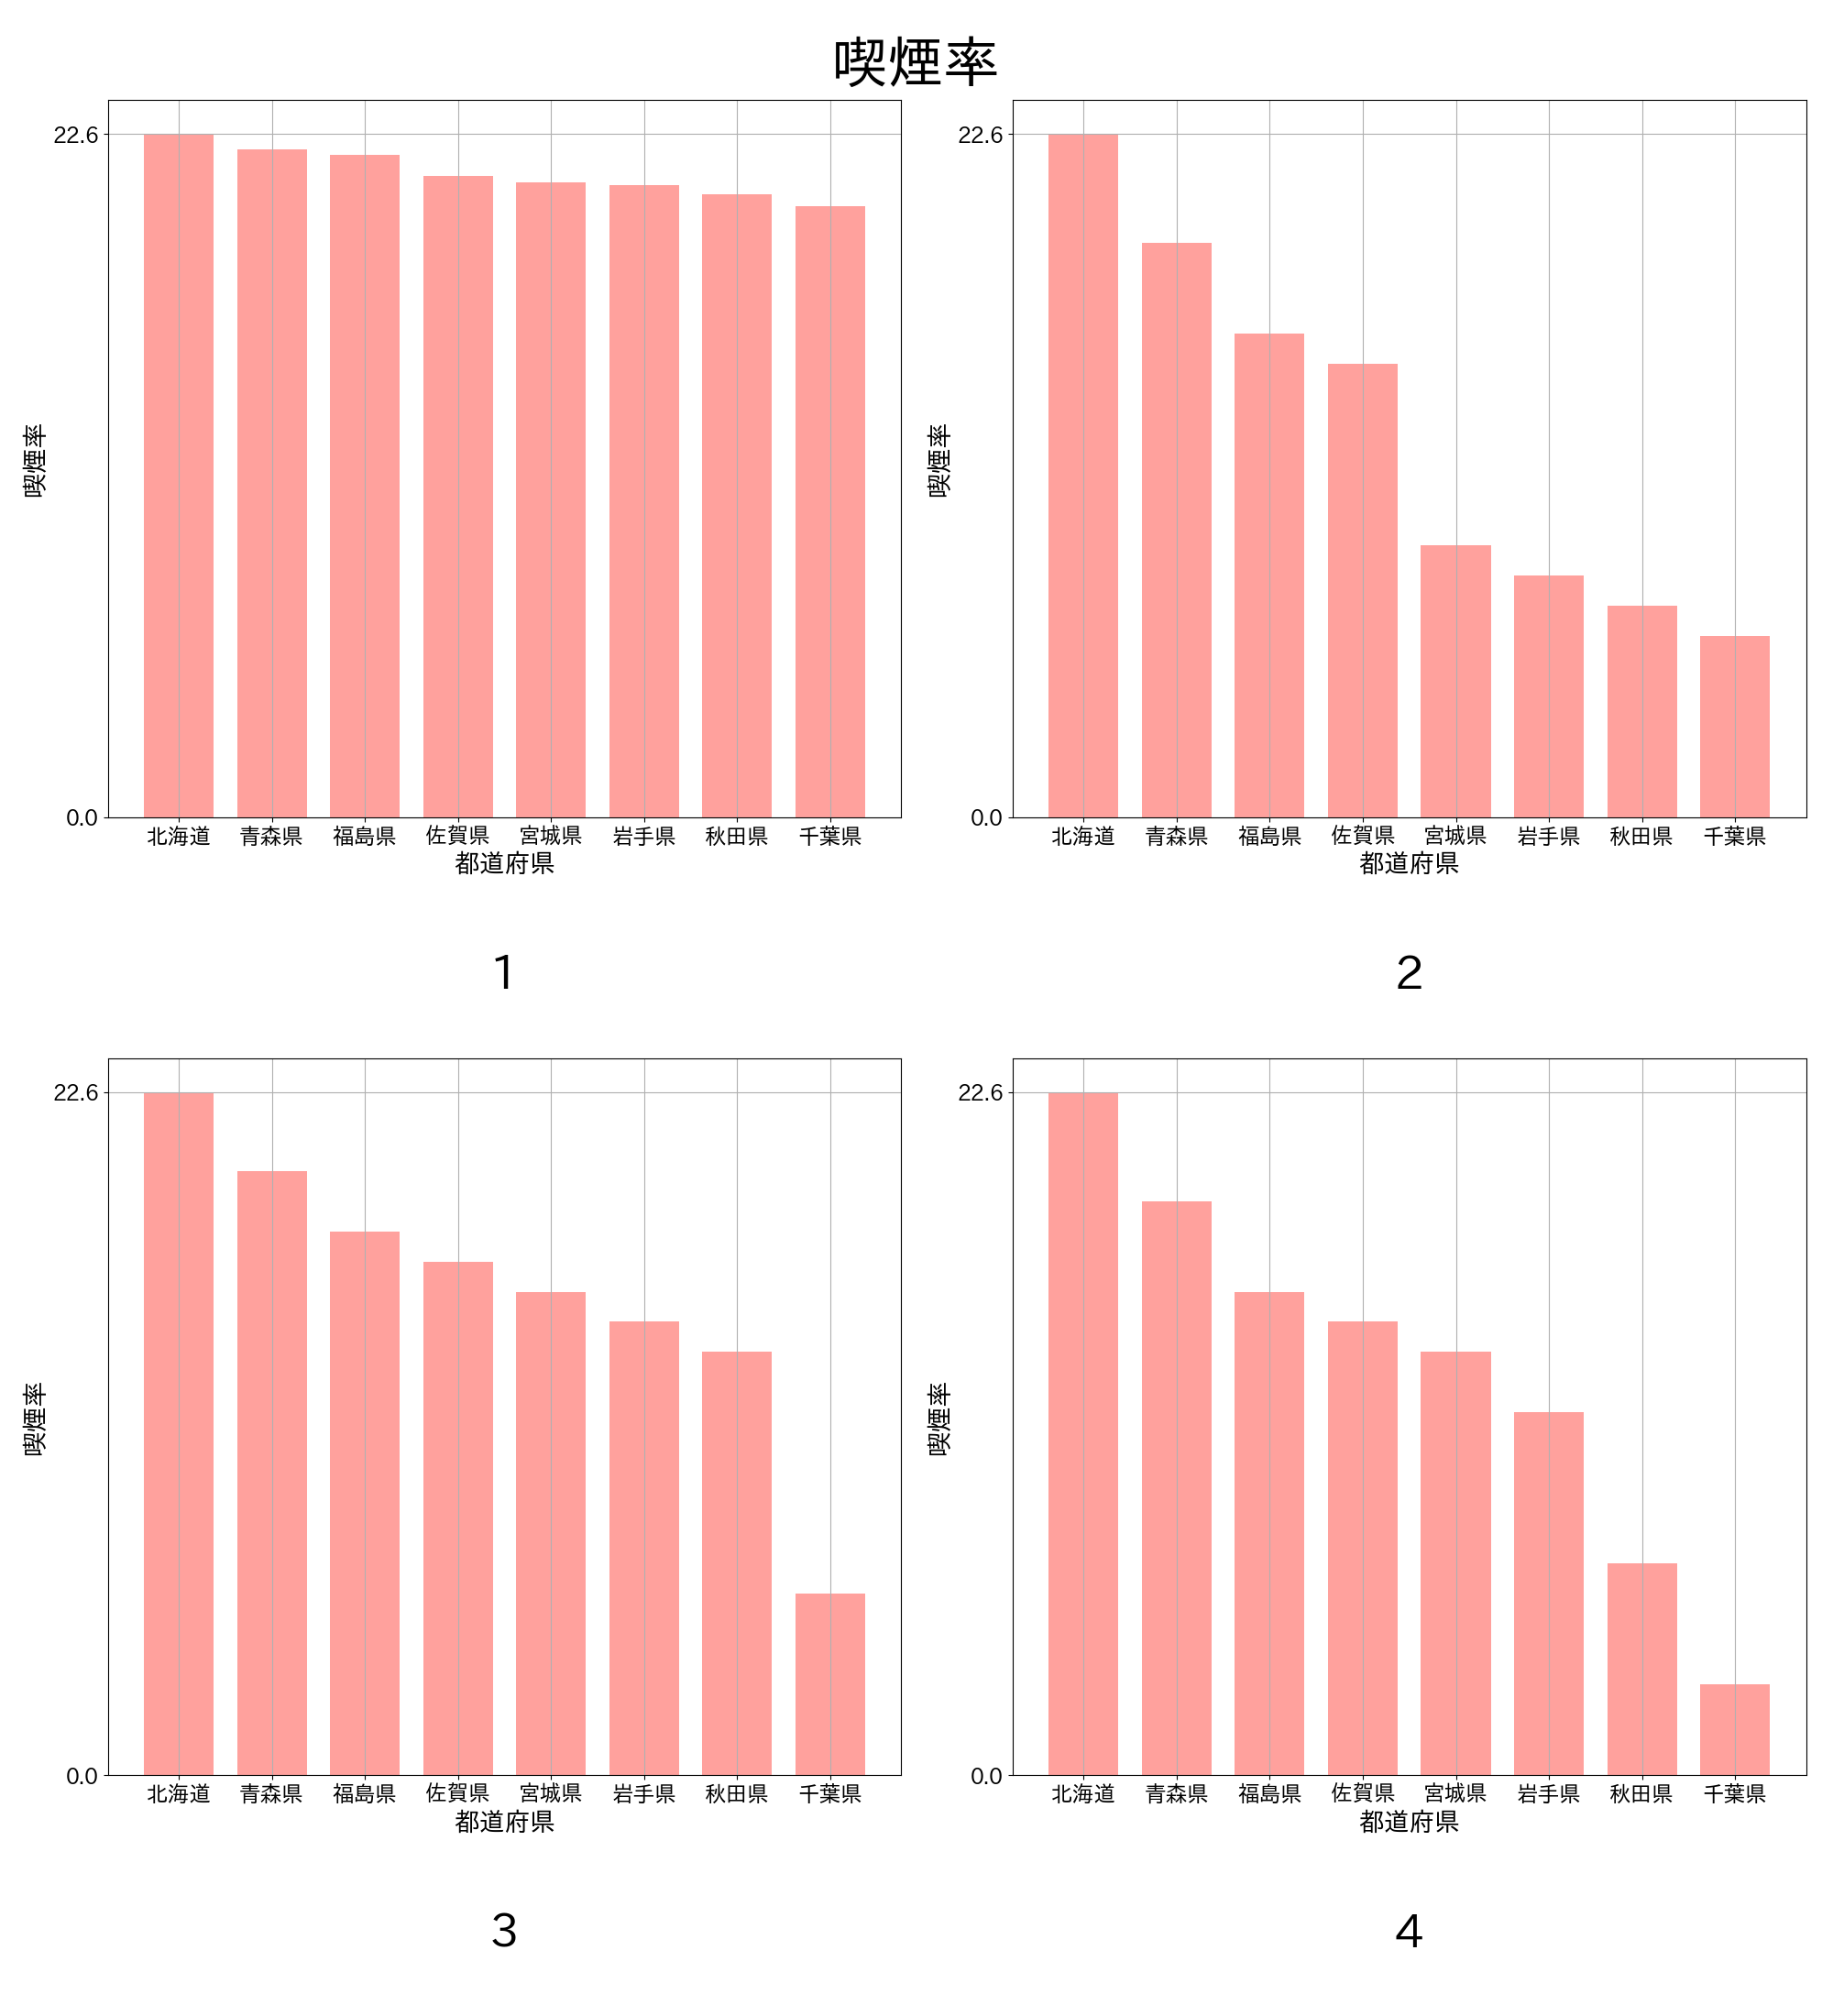 喫煙率
22.6
0.0
喫煙率
北海道 青森県 福島県 佐賀県 宮城県 岩手県 秋田県 千葉県
都道府県
1
22.6
0.0
喫煙率
北海道 青森県 福島県 佐賀県 宮城県 岩手県 秋田県 千葉県
都道府県
2
22.6
0.0
喫煙率
北海道 青森県 福島県 佐賀県 宮城県 岩手県 秋田県 千葉県
都道府県
3
22.6
0.0
喫煙率
北海道 青森県 福島県 佐賀県 宮城県 岩手県 秋田県 千葉県
都道府県
4